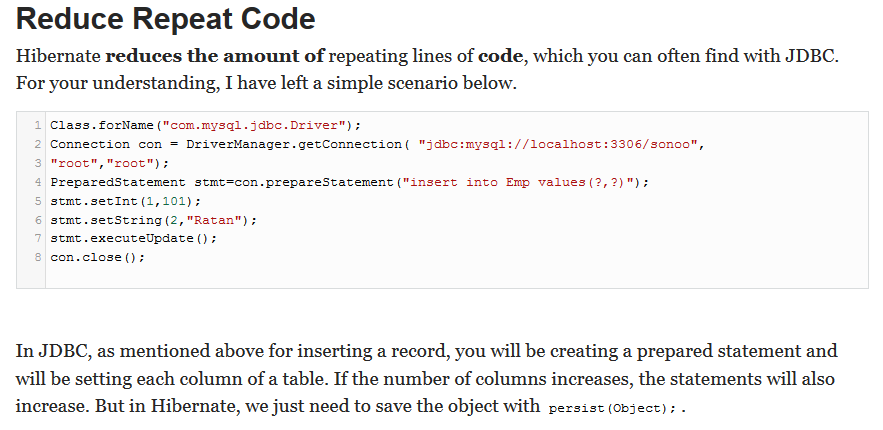 Reduce Repeat Code
Hibernate reduces the amount of repeating lines of code, which you can often find with JDBC.
For your understanding, I have left a simple scenario below.
1 Class.forName("com.mysql.jdbc.Driver");
2 Connection con = DriverManager.getConnection( "jdbc:mysql://localhost:3306/sonoo",
3 "root","root");
4 PreparedStatement stmt=con.prepareStatement("insert into Emp values(?,?)");
5 stmt.setInt(1,101);
6 stmt.setString(2,"Ratan");
7 stmt.executeUpdate();
8 con.close();
In JDBC, as mentioned above for inserting a record, you will be creating a prepared statement and
will be setting each column of a table. If the number of columns increases, the statements will also
increase. But in Hibernate, we just need to save the object with persist(Object); .